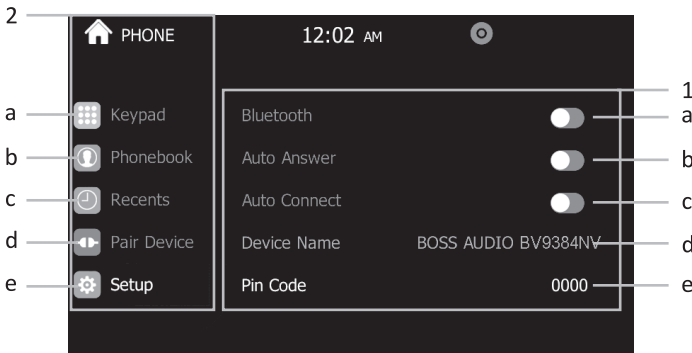 2 PHONE 12:02 AM
1
a Keypad Bluetooth a
b Phonebook Auto Answer b
c Recents Auto Connect c
d Pair Device Device Name BOSS AUDIO BV9384NV d
e Setup Pin Code 0000 e